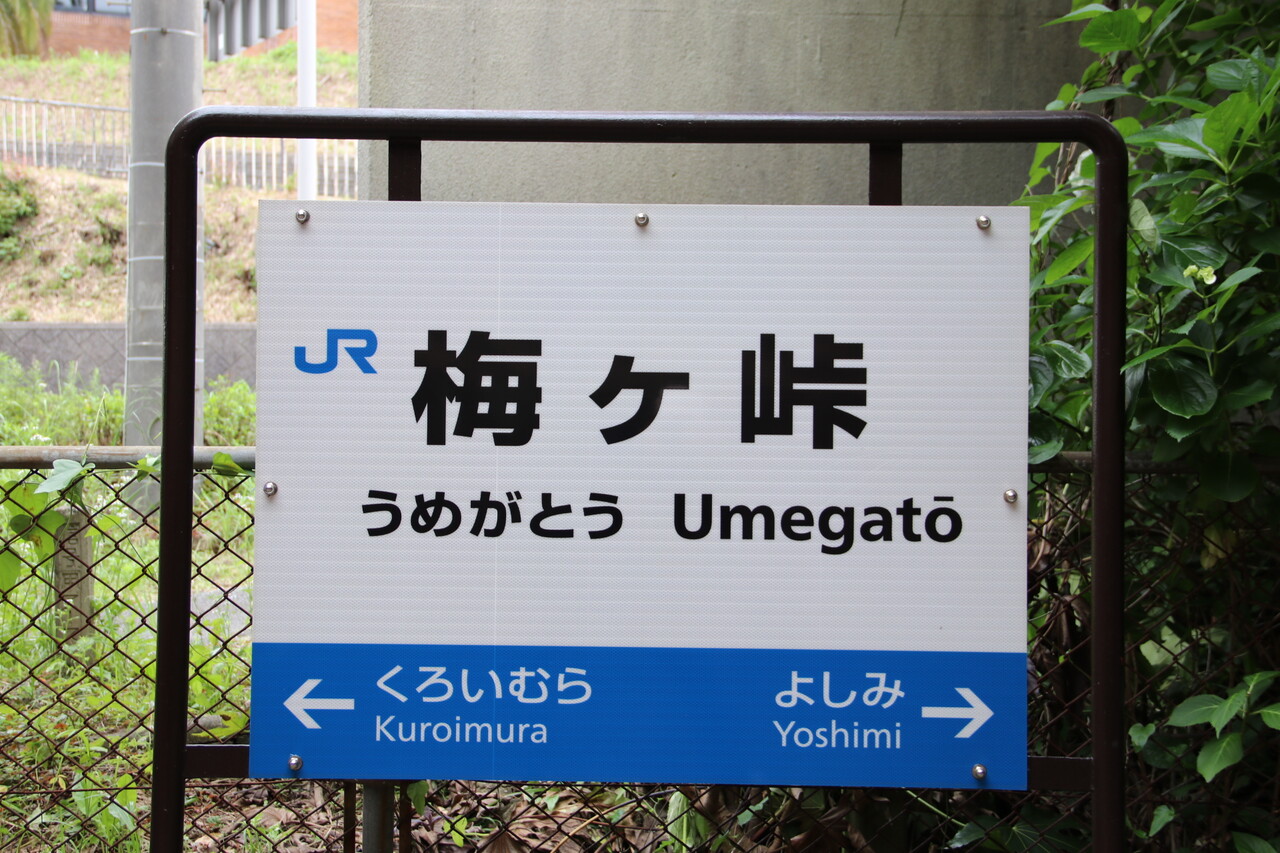 JR 梅ヶ峠
うめがとう Umegatō
← くろいむら よしみ →
Kuroimura Yoshimi